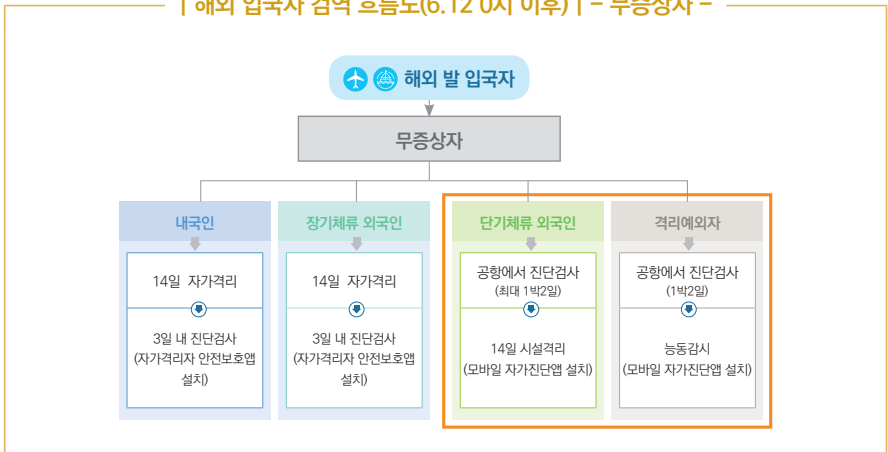 | 해외 입국자 검역 흐름도(6.12 0시 이후) | - 무증상자 -
해외 발 입국자
무증상자
내국인
14일 자가격리
3일 내 진단검사
(자가격리자 안전보호앱
설치)
장기체류 외국인
14일 자가격리
3일 내 진단검사
(자가격리자 안전보호앱
설치)
단기체류 외국인
공항에서 진단검사
(최대 1박2일)
14일 시설격리
(모바일 자가진단앱 설치)
격리예외자
공항에서 진단검사
(1박2일)
능동감시
(모바일 자가진단앱 설치)